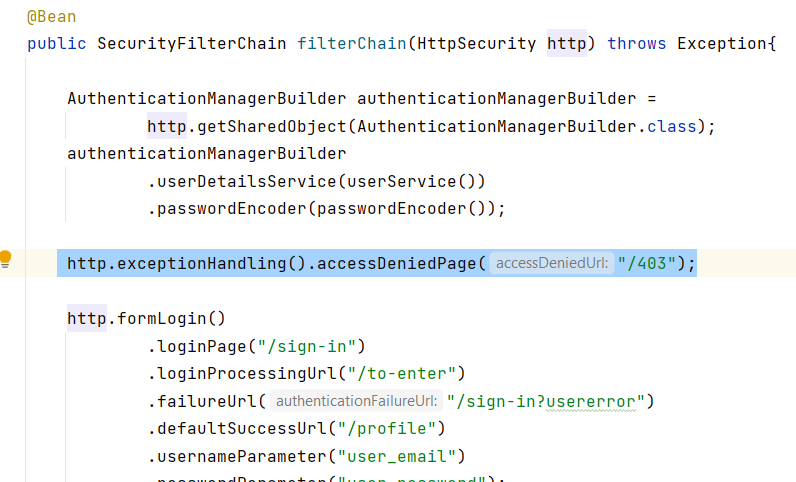 @Bean
public SecurityFilterChain filterChain(HttpSecurity http) throws Exception{
AuthenticationManagerBuilder authenticationManagerBuilder =
http.getSharedObject(AuthenticationManagerBuilder.class);
authenticationManagerBuilder
.userDetailsService(userService())
.passwordEncoder(passwordEncoder());
http.exceptionHandling().accessDeniedPage( accessDeniedUrl: "/403");
http.formLogin()
.loginPage("/sign-in")
.loginProcessingUrl("/to-enter")
.failureUrl( authenticationFailureUrl: "/sign-in?usererror")
.defaultSuccessUrl("/profile")
.usernameParameter("user_email")
.passwordParameter("user_password");